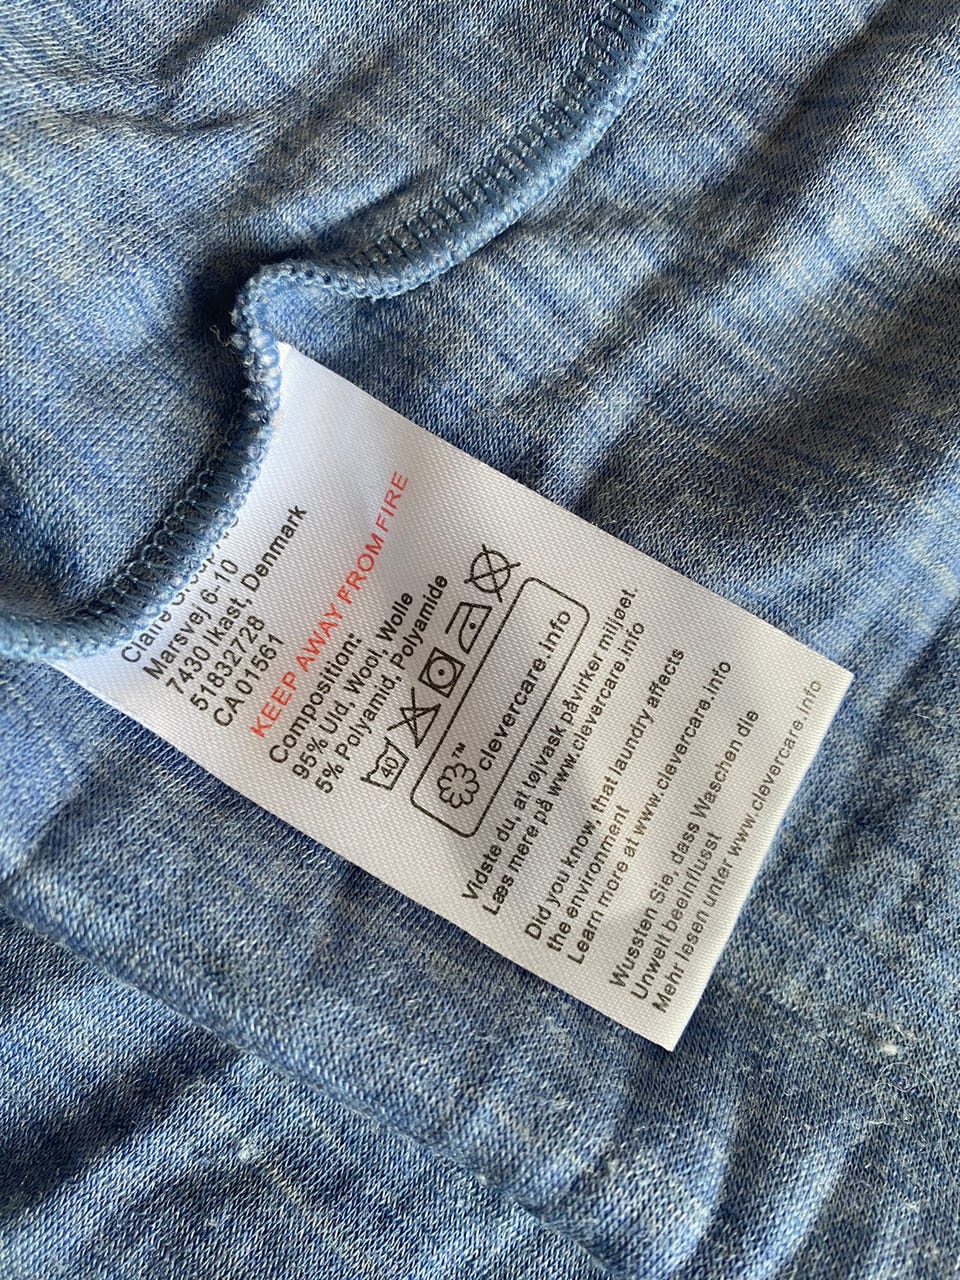 Marsvej 6-10
7430 Ikast, Denmark
51832728
CA01561
KEEP AWAY FROM FIRE
Composition:
95% Uld, Wool, Wolle
5% Polyamid, Polyamide
40
™ clevercare.info
Vidste du, at tøjvask påvirker miljøet.
Læs mere på www.clevercare.info
Did you know, that laundry affects
the environment
Learn more at www.clevercare.info
Wussten Sie, dass Waschen die
Unwelt beeinflusst
Mehr lesen unter www.clevercare.info